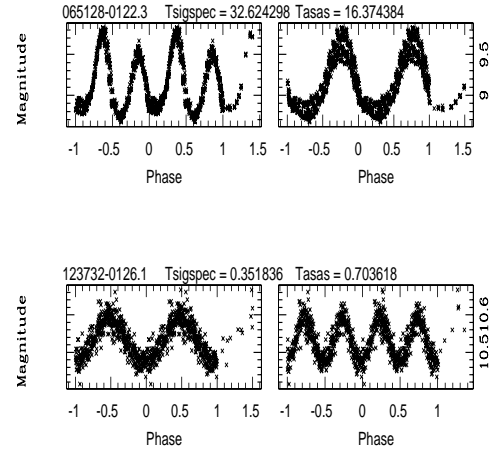 065128-0122.3 Tsigspec = 32.624298 Tasas = 16.374384
Magnitude
9.5
9
-1 -0.5 0 0.5 1 1.5 -1 -0.5 0 0.5 1 1.5
Phase Phase
123732-0126.1 Tsigspec = 0.351836 Tasas = 0.703618
Magnitude
10.6
10.5
-1 -0.5 0 0.5 1 1.5 -1 -0.5 0 0.5 1
Phase Phase